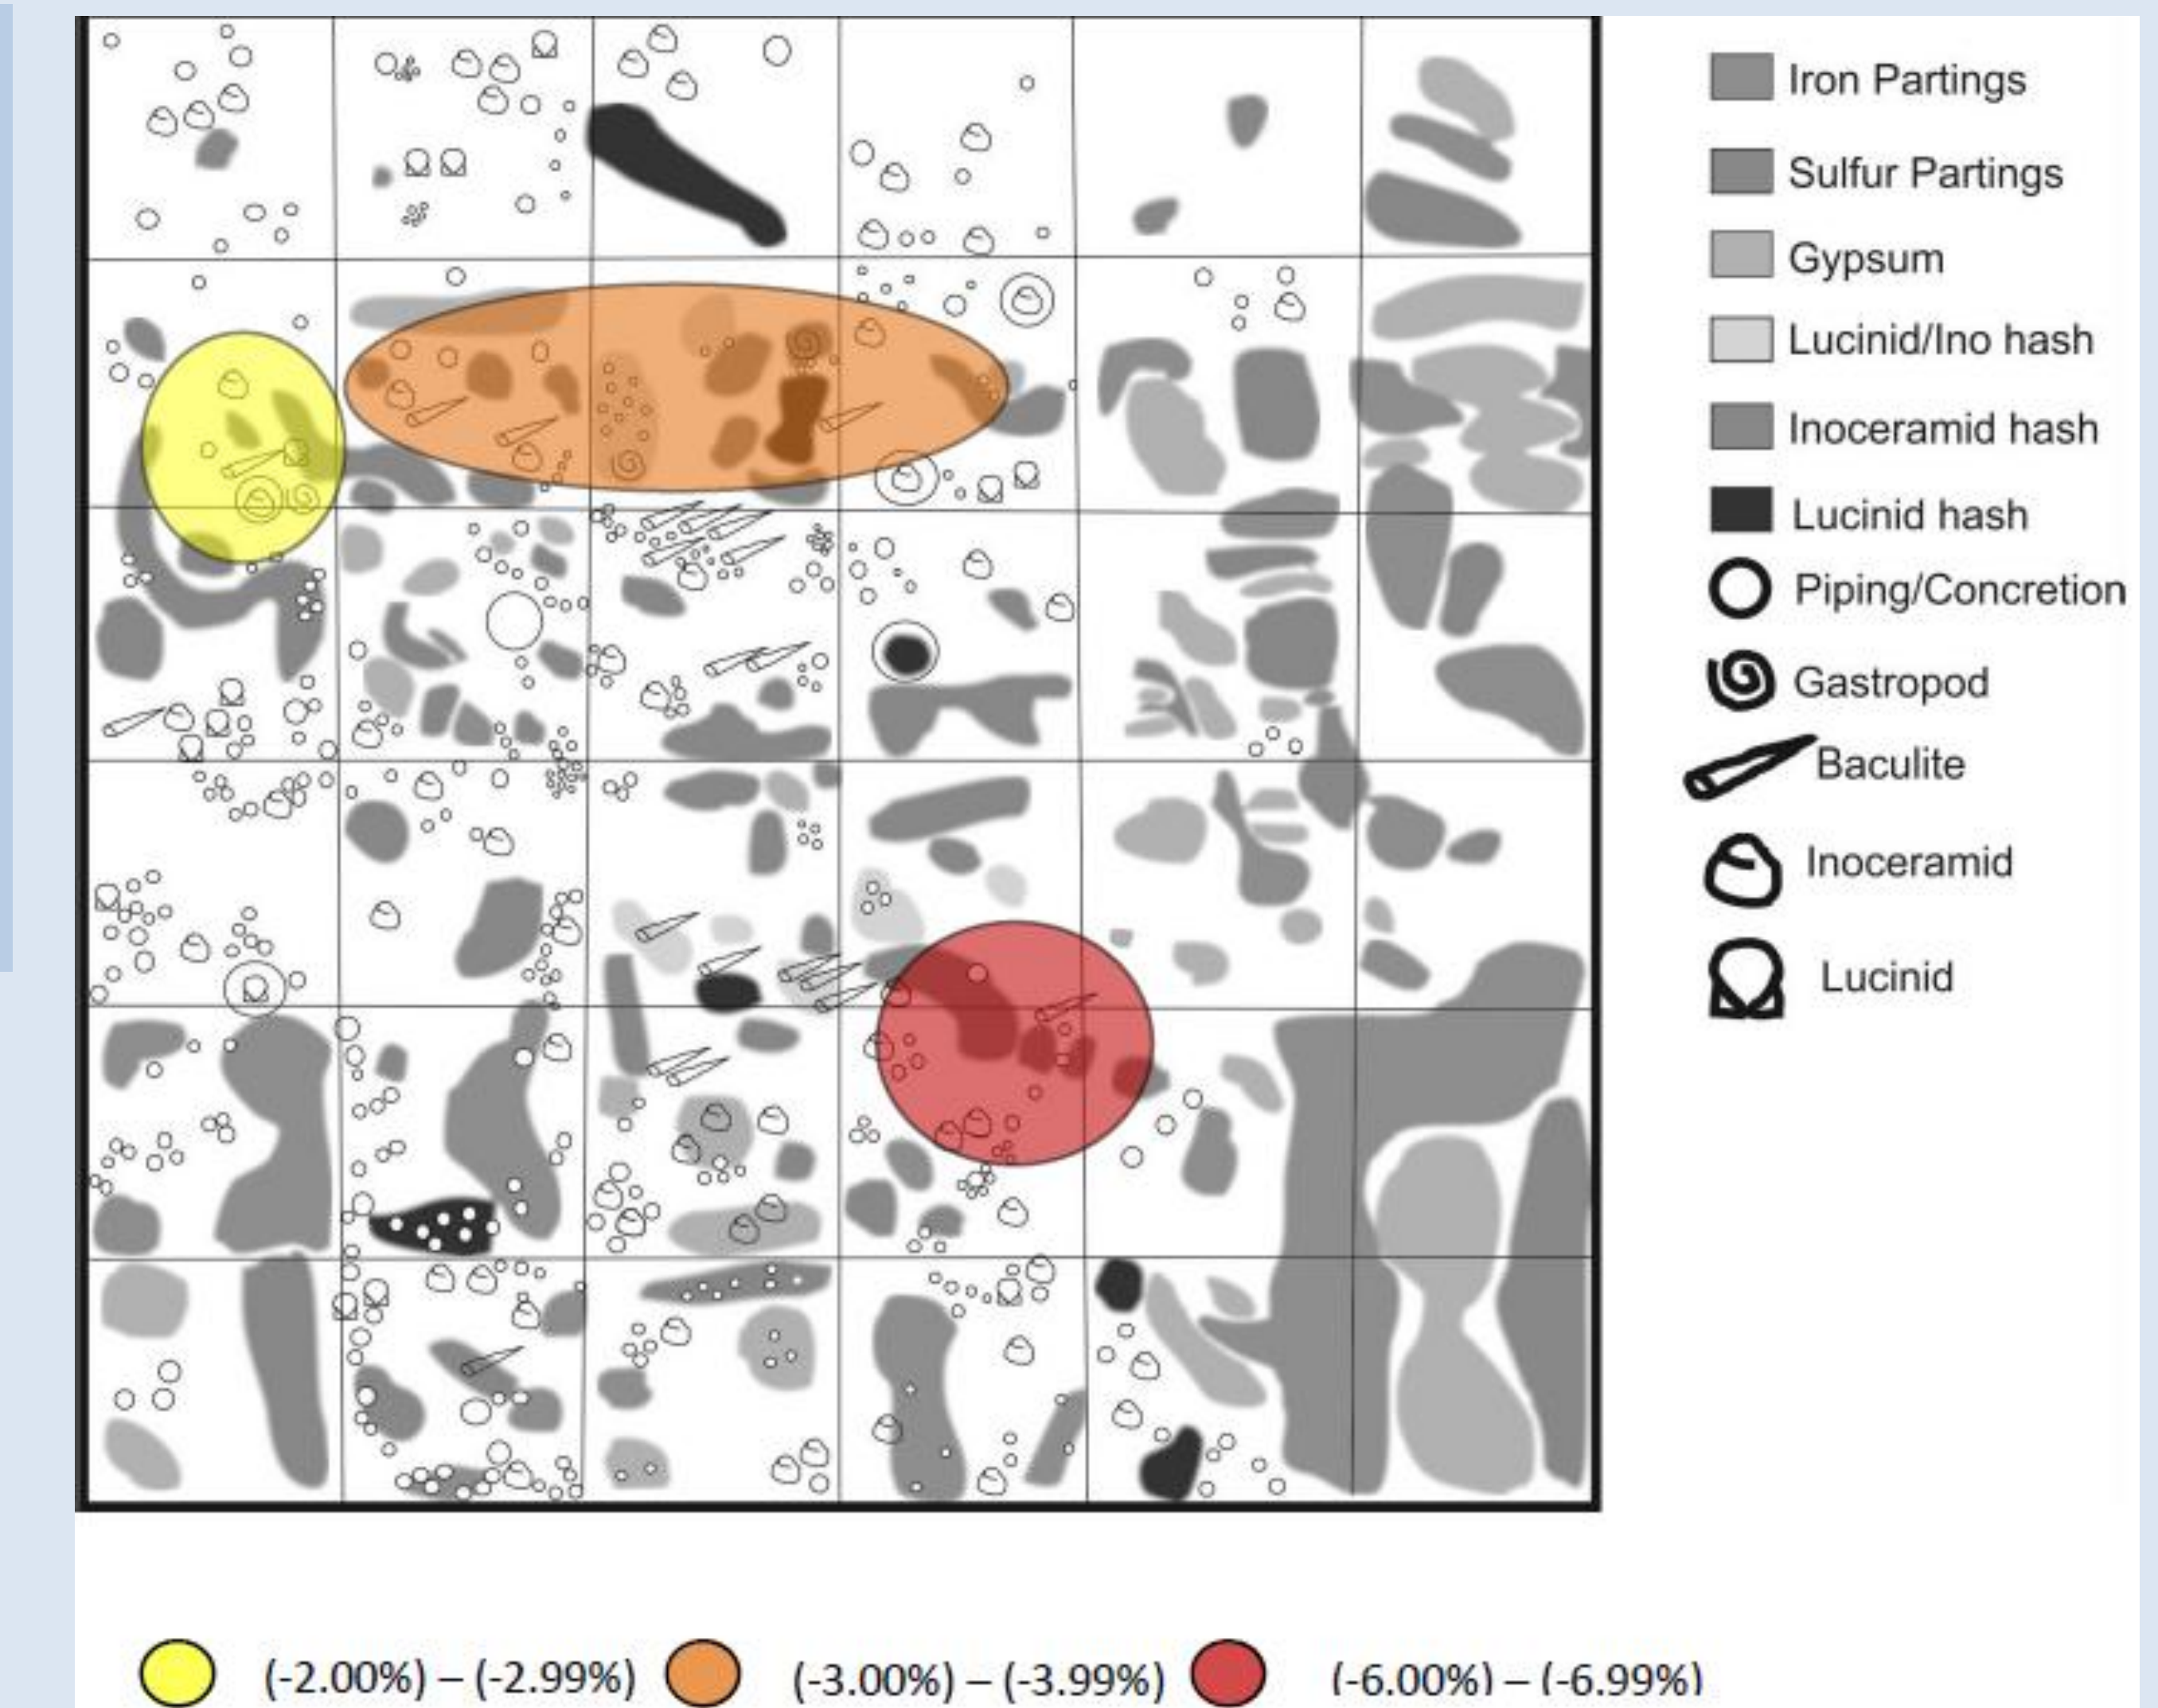 Iron Partings
Sulfur Partings
Gypsum
Lucinid/Ino hash
Inoceramid hash
Lucinid hash
Piping/Concretion
Gastropod
Baculite
Inoceramid
Lucinid
(-2.00%) – (-2.99%) (-3.00%) – (-3.99%) (-6.00%) – (-6.99%)